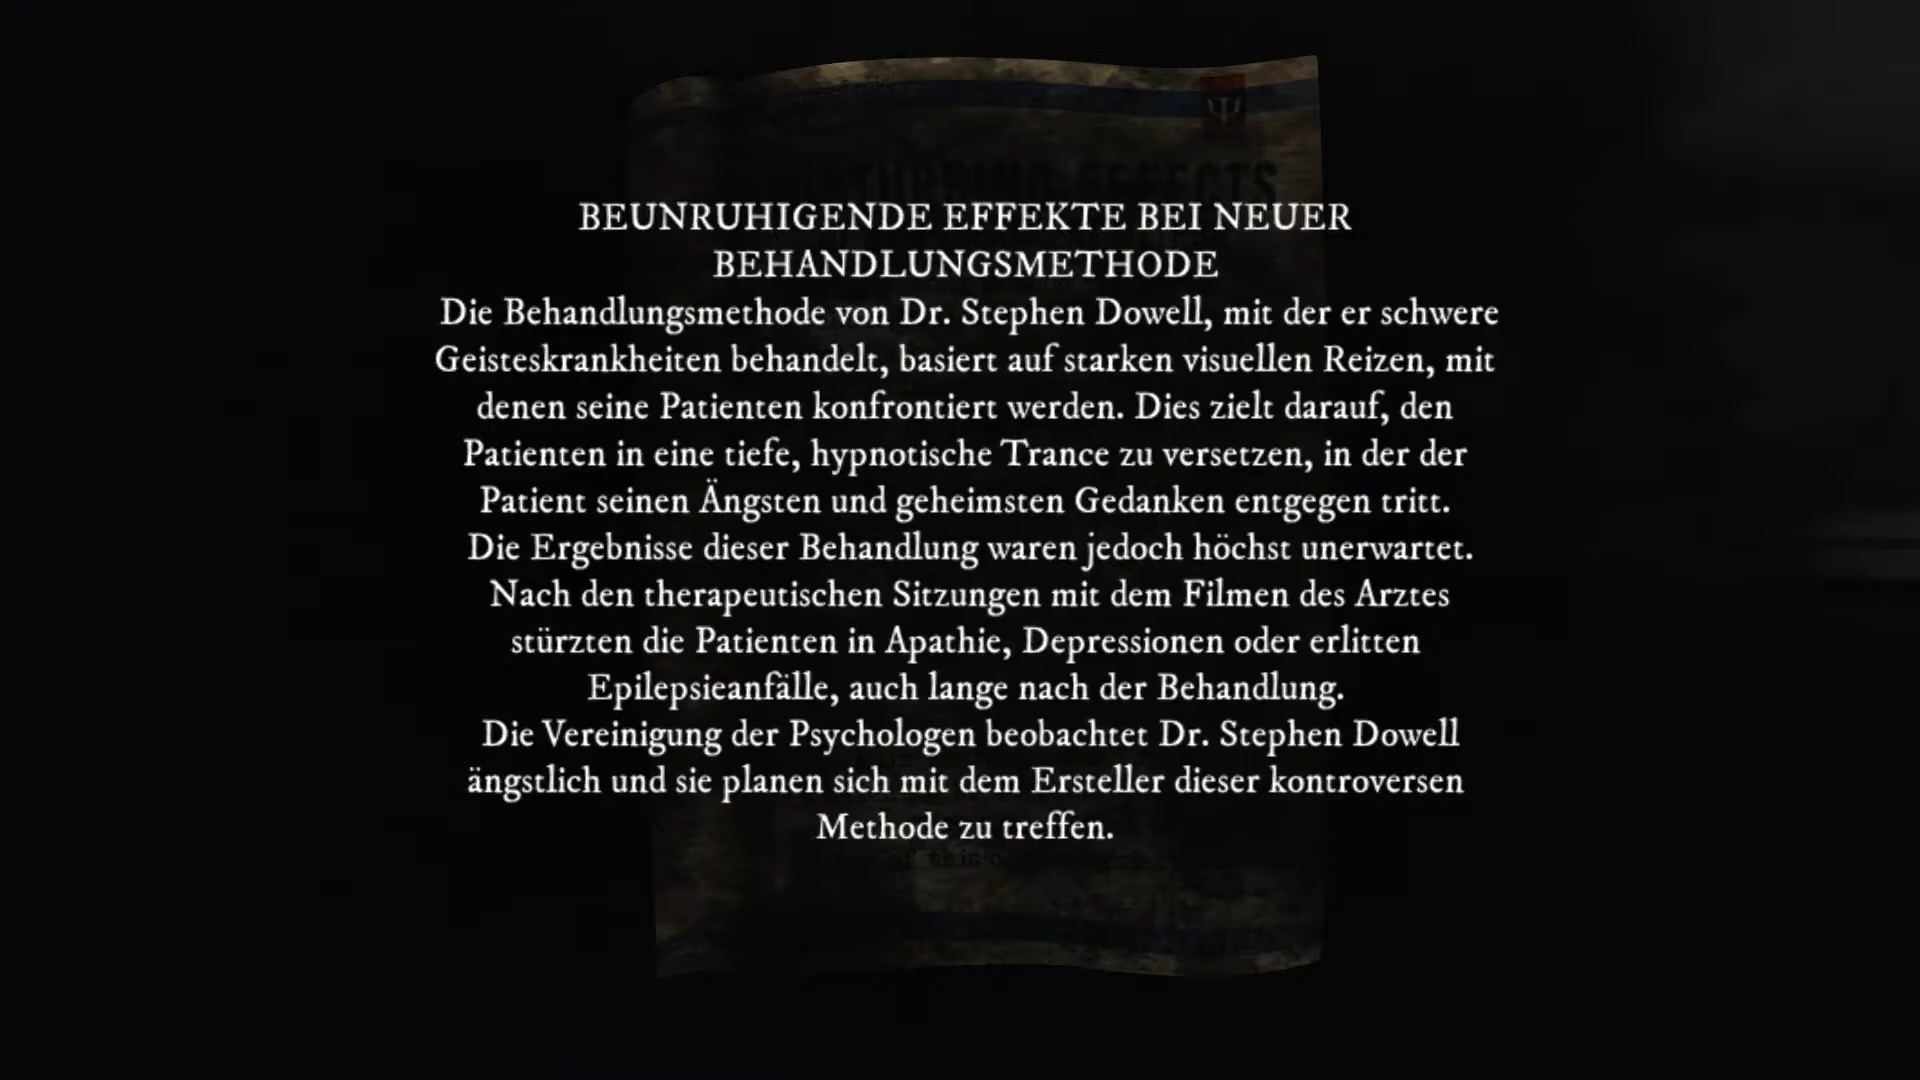 BEUNRUHIGENDE EFFEKTE BEI NEUER
BEHANDLUNGSMETHODE
Die Behandlungsmethode von Dr. Stephen Dowell, mit der er schwere
Geisteskrankheiten behandelt, basiert auf starken visuellen Reizen, mit
denen seine Patienten konfrontiert werden. Dies zielt darauf, den
Patienten in eine tiefe, hypnotische Trance zu versetzen, in der der
Patient seinen Ängsten und geheimsten Gedanken entgegen tritt.
Die Ergebnisse dieser Behandlung waren jedoch höchst unerwartet.
Nach den therapeutischen Sitzungen mit dem Filmen des Arztes
stürzten die Patienten in Apathie, Depressionen oder erlitten
Epilepsieanfälle, auch lange nach der Behandlung.
Die Vereinigung der Psychologen beobachtet Dr. Stephen Dowell
ängstlich und sie planen sich mit dem Ersteller dieser kontroversen
Methode zu treffen.